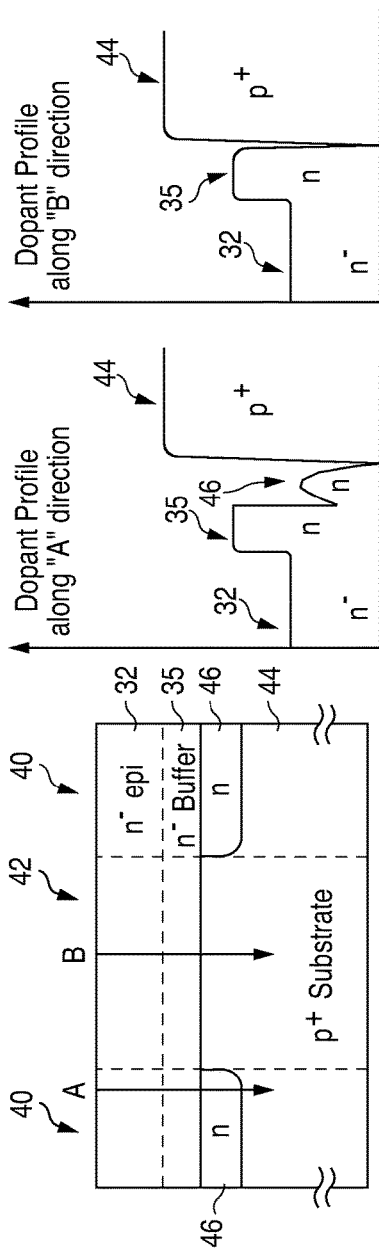 40
A
B
42
40
n⁻ epi
32
n⁻ Buffer
35
n
n
46
46
p⁺ Substrate
44
Dopant Profile
along "A" direction
32
35
46
44
n⁻
n
n
p⁺
Dopant Profile
along "B" direction
32
35
44
n⁻
n
p⁺